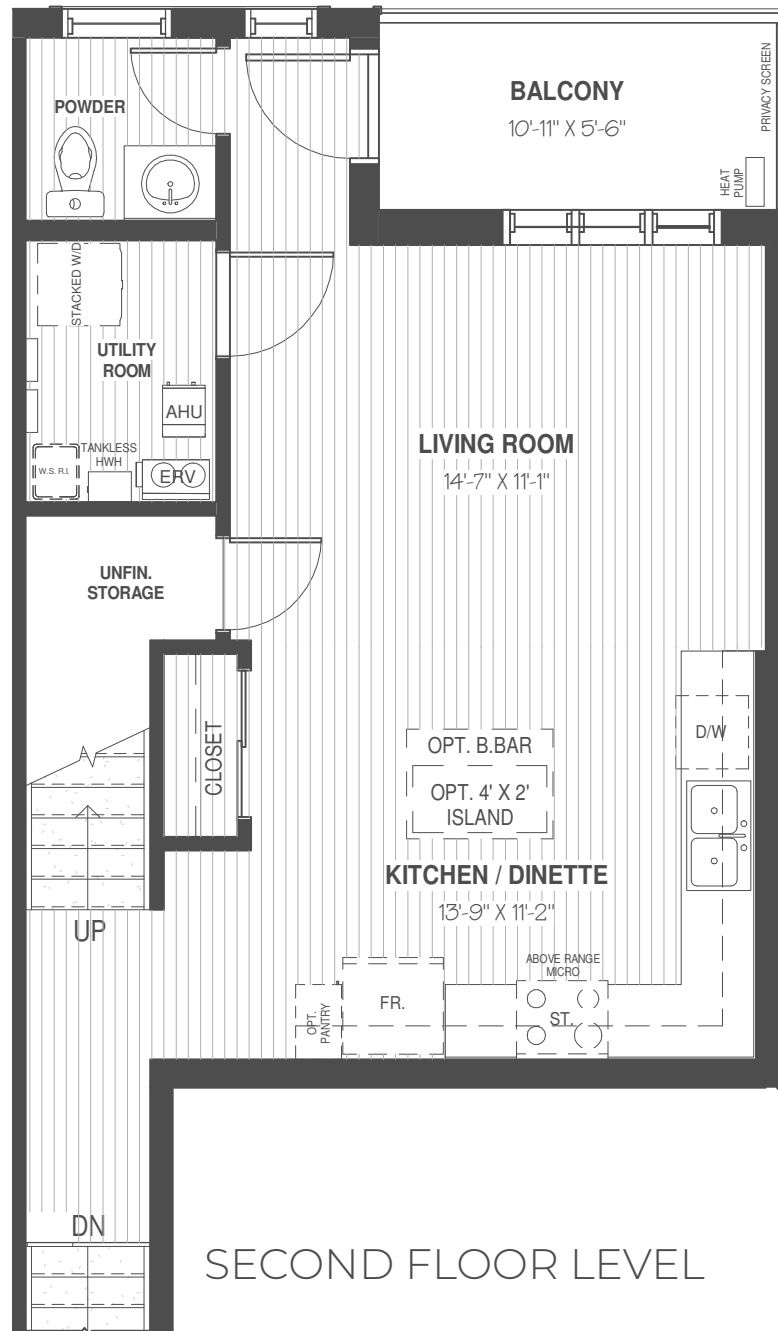 POWDER
BALCONY
10'-11" X 5'-6"
PRIVACY SCREEN
HEAT
PUMP
STACKED W/D
UTILITY
ROOM
AHU
TANKLESS
HWH
W.S. R.I.
ERV
LIVING ROOM
14'-7" X 11'-1"
UNFIN.
STORAGE
CLOSET
D/W
OPT. B.BAR
OPT. 4' X 2'
ISLAND
KITCHEN / DINETTE
13'-9" X 11'-2"
UP
ABOVE RANGE
MICRO
OPT.
PANTRY
FR.
ST.
DN
SECOND FLOOR LEVEL